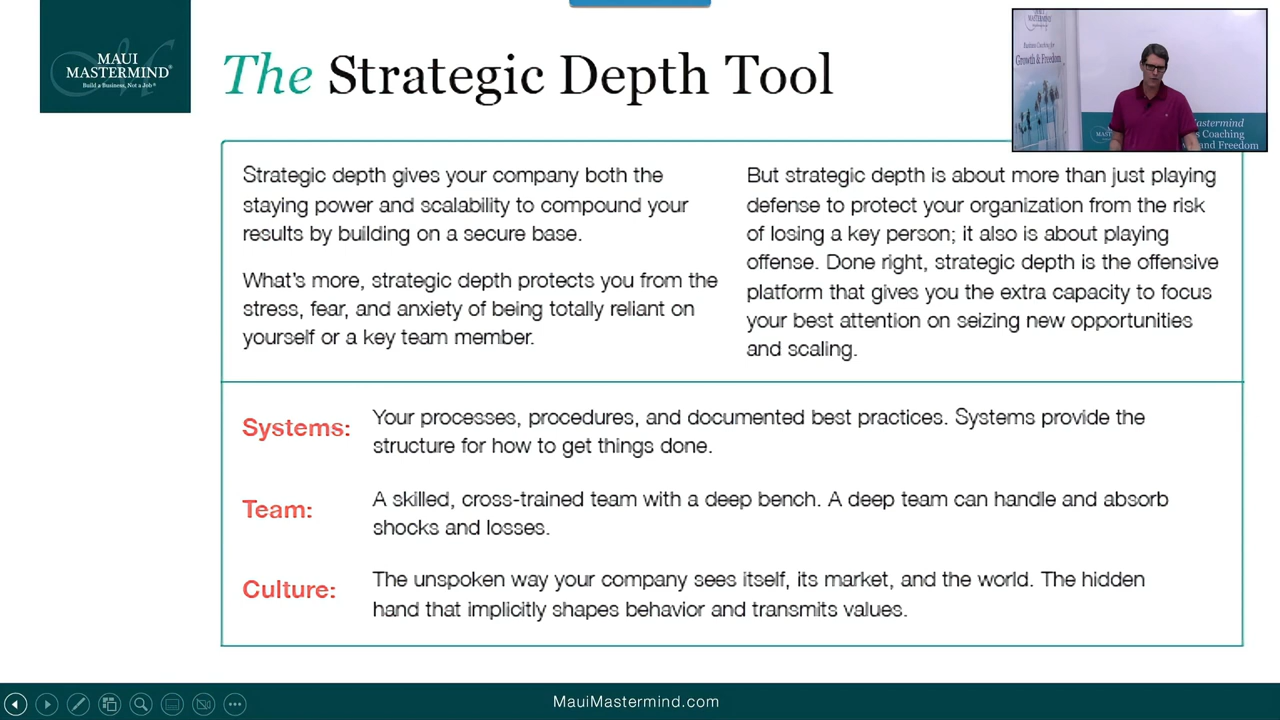 MAUI
MASTERMIND®
Build a Business, Not a Job®
The Strategic Depth Tool
Growth & Freedom
Mastermind
Coaching
and Freedom
Strategic depth gives your company both the
staying power and scalability to compound your
results by building on a secure base.
What's more, strategic depth protects you from the
stress, fear, and anxiety of being totally reliant on
yourself or a key team member.
But strategic depth is about more than just playing
defense to protect your organization from the risk
of losing a key person; it also is about playing
offense. Done right, strategic depth is the offensive
platform that gives you the extra capacity to focus
your best attention on seizing new opportunities
and scaling.
Systems:
Your processes, procedures, and documented best practices. Systems provide the
structure for how to get things done.
Team:
A skilled, cross-trained team with a deep bench. A deep team can handle and absorb
shocks and losses.
Culture:
The unspoken way your company sees itself, its market, and the world. The hidden
hand that implicitly shapes behavior and transmits values.
MauiMastermind.com